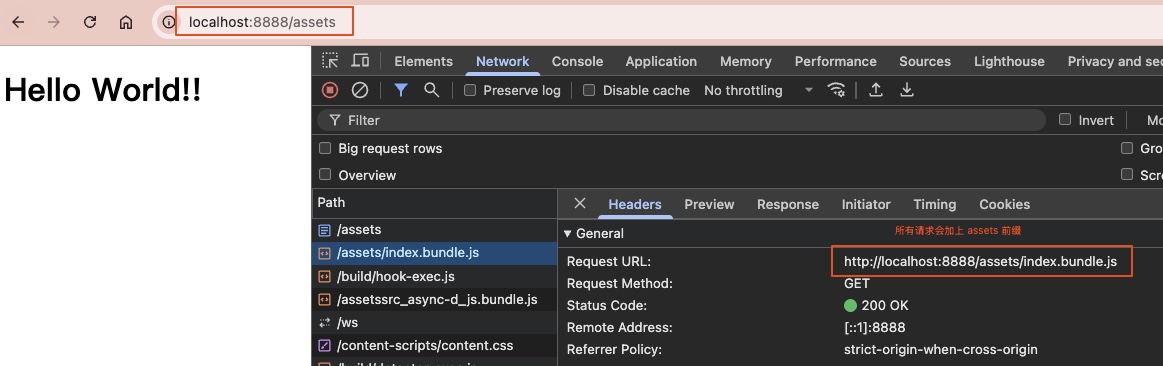 localhost:8888/assets
Hello World!!
Elements Network Console Application Memory Performance Sources Lighthouse Privacy and sec
Preserve log Disable cache No throttling
Filter Invert Mo
Big request rows Gro
Overview Scre
Path × Headers Preview Response Initiator Timing Cookies
/assets General 所有请求会加上 assets 前缀
/assets/index.bundle.js Request URL: http://localhost:8888/assets/index.bundle.js
/build/hook-exec.js Request Method: GET
/assetssrc_async-d_js.bundle.js Status Code: 200 OK
/ws Remote Address: [::1]:8888
/content-scripts/content.css Referrer Policy: strict-origin-when-cross-origin